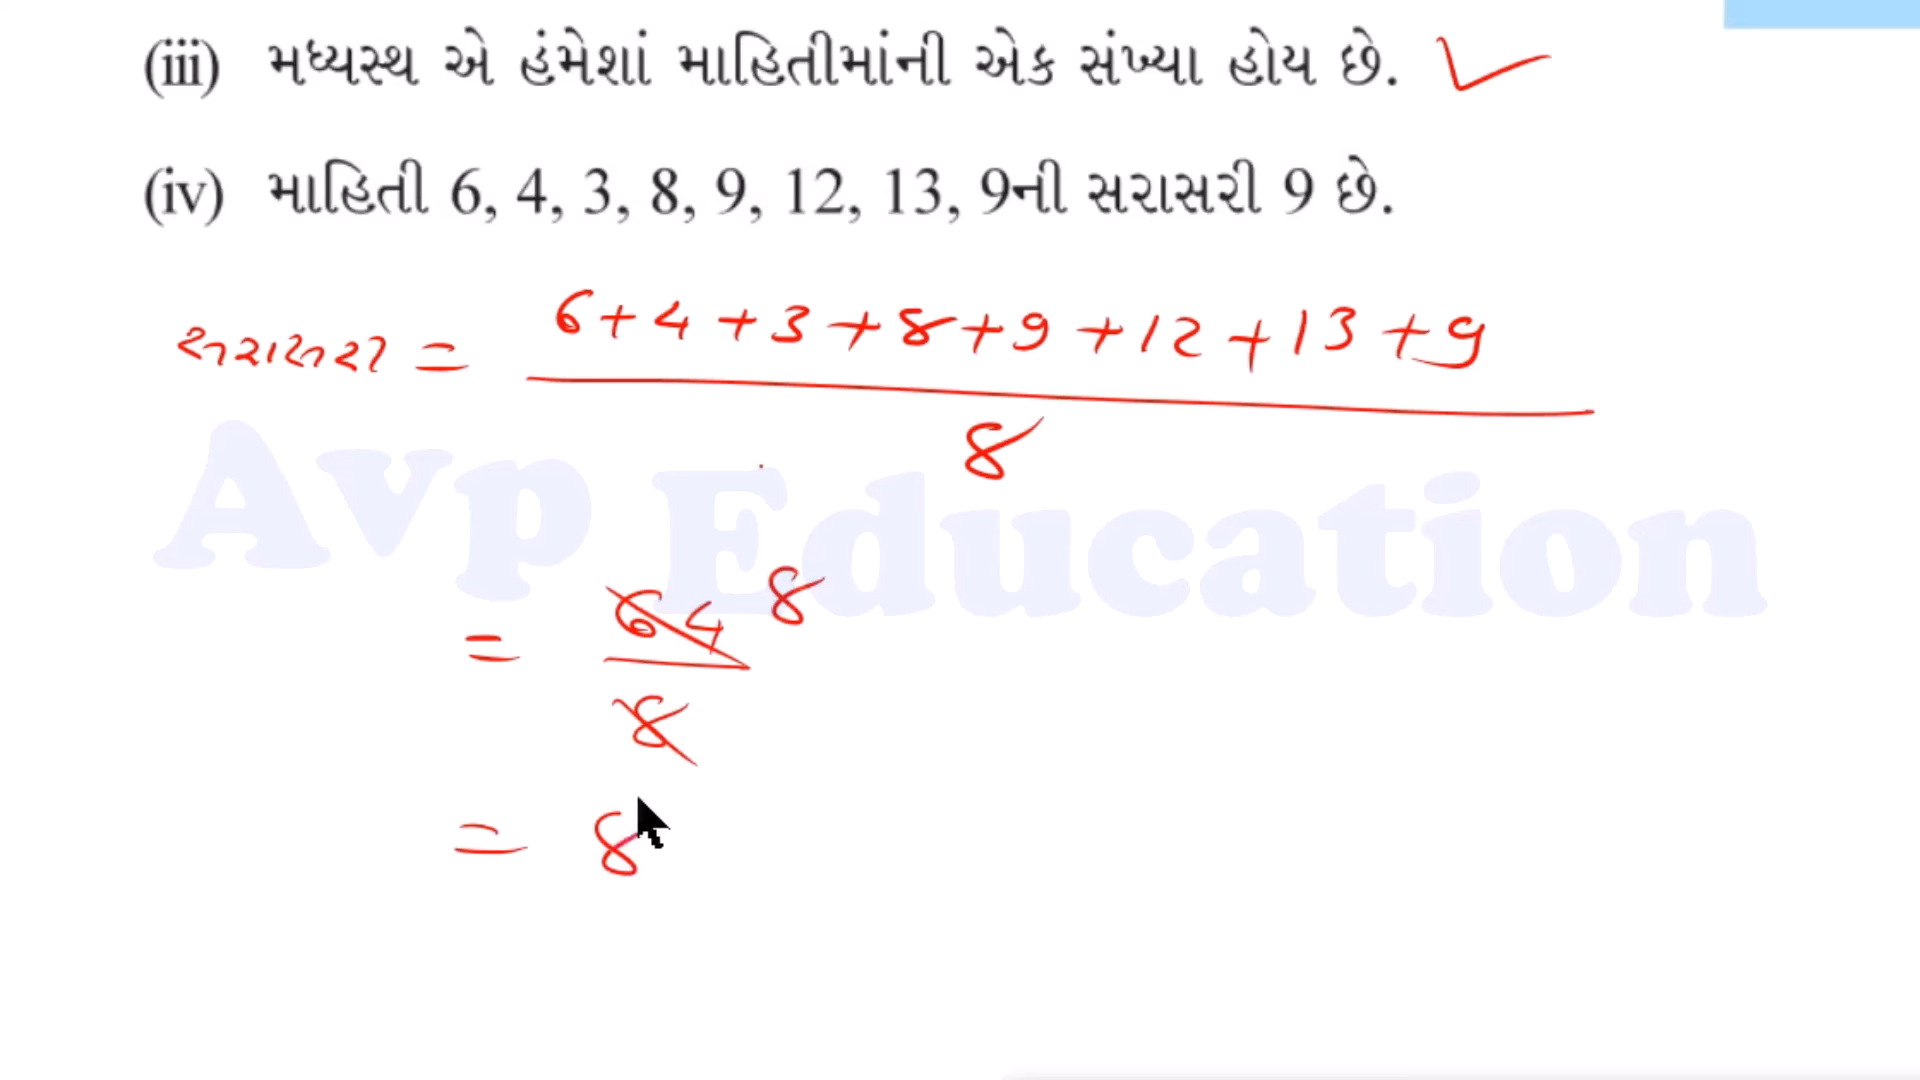 (iii) મધ્યસ્થ એ હંમેશાં માહિતીમાંની એક સંખ્યા હોય છે.
(iv) માહિતી 6, 4, 3, 8, 9, 12, 13, 9ની સરાસરી 9 છે.
સરાસરી = 6+4+3+8+9+12+13+9
8
Avp Education
= 64 8
8
= 8